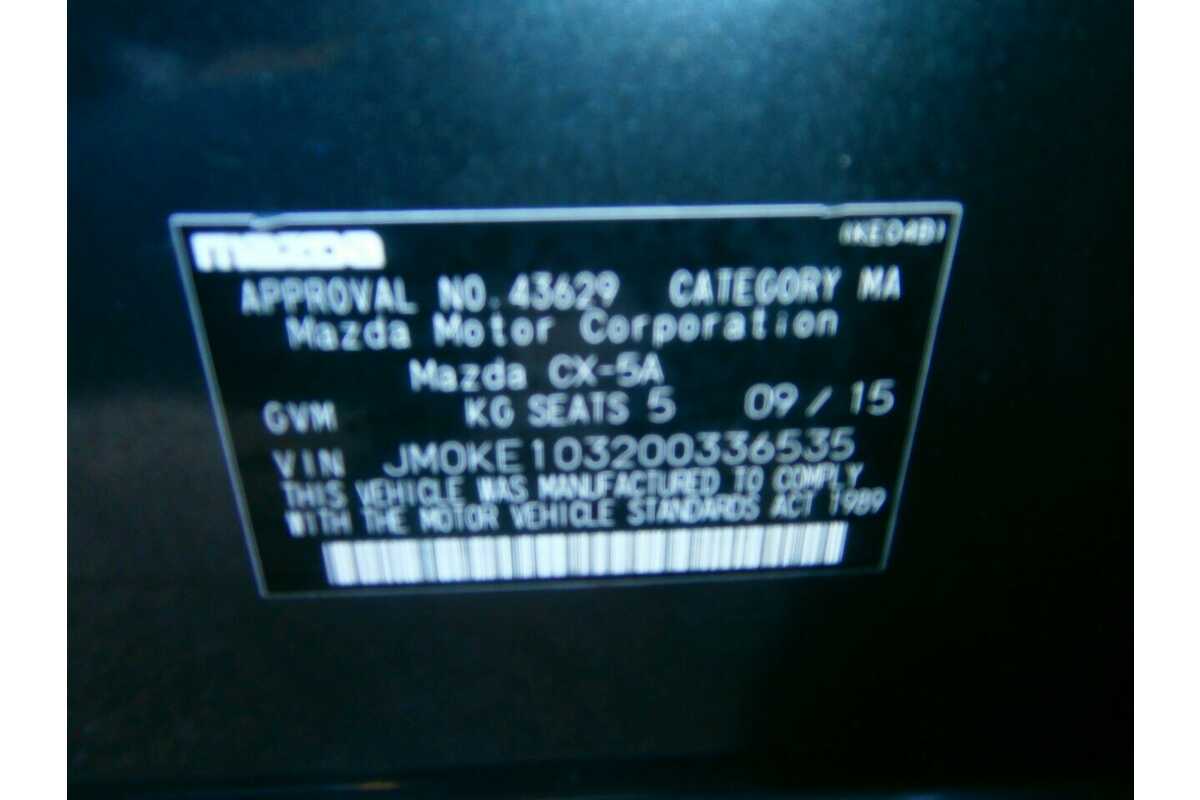 mazda (KE04B)
APPROVAL NO. 43629 CATEGORY MA
Mazda Motor Corporation
Mazda CX-5A
GVM KG SEATS 5 09/15
VIN JM0KE103200336535
THIS VEHICLE WAS MANUFACTURED TO COMPLY
WITH THE MOTOR VEHICLE STANDARDS ACT 1989